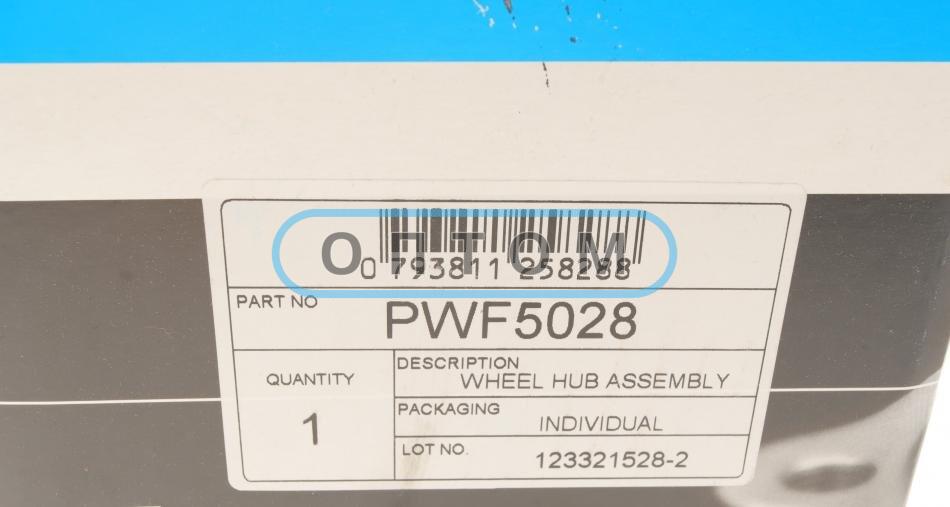 ОПТОМ
0 793811 258288
PART NO
PWF5028
QUANTITY
1
DESCRIPTION
WHEEL HUB ASSEMBLY
PACKAGING
INDIVIDUAL
LOT NO.
123321528-2